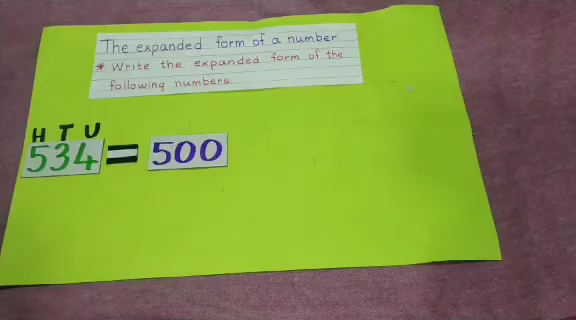 The expanded form of a number
* Write the expanded form of the
following numbers.
H T U
534 = 500